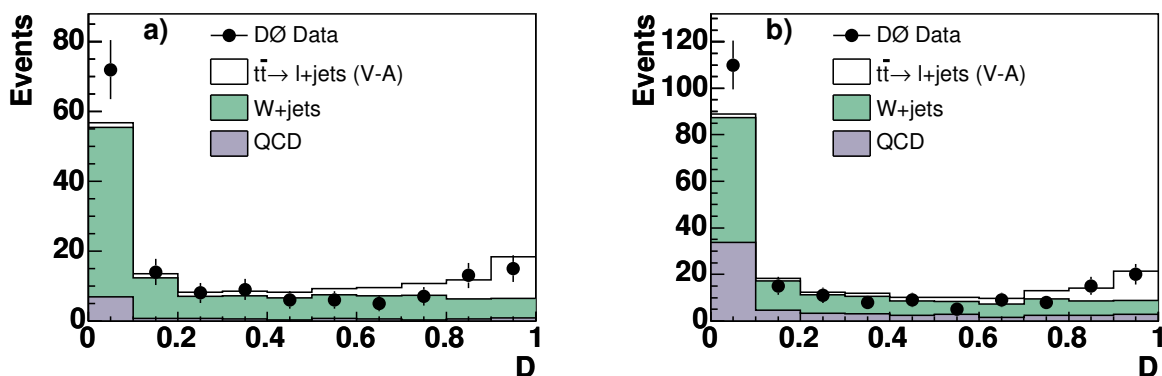 a)
Events
80
60
40
20
0
0 0.2 0.4 0.6 0.8 1
D
DØ Data
tt̄→ l+jets (V-A)
W+jets
QCD
b)
Events
120
100
80
60
40
20
0
0 0.2 0.4 0.6 0.8 1
D
DØ Data
tt̄→ l+jets (V-A)
W+jets
QCD